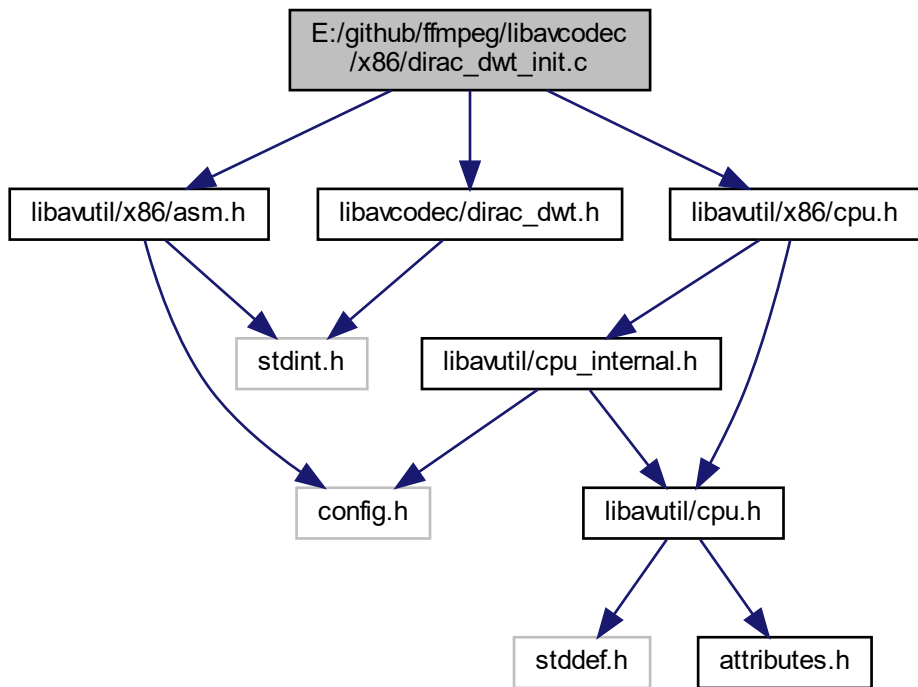 E:/github/ffmpeg/libavcodec
/x86/dirac_dwt_init.c
libavutil/x86/asm.h
libavcodec/dirac_dwt.h
libavutil/x86/cpu.h
stdint.h
libavutil/cpu_internal.h
config.h
libavutil/cpu.h
stddef.h
attributes.h